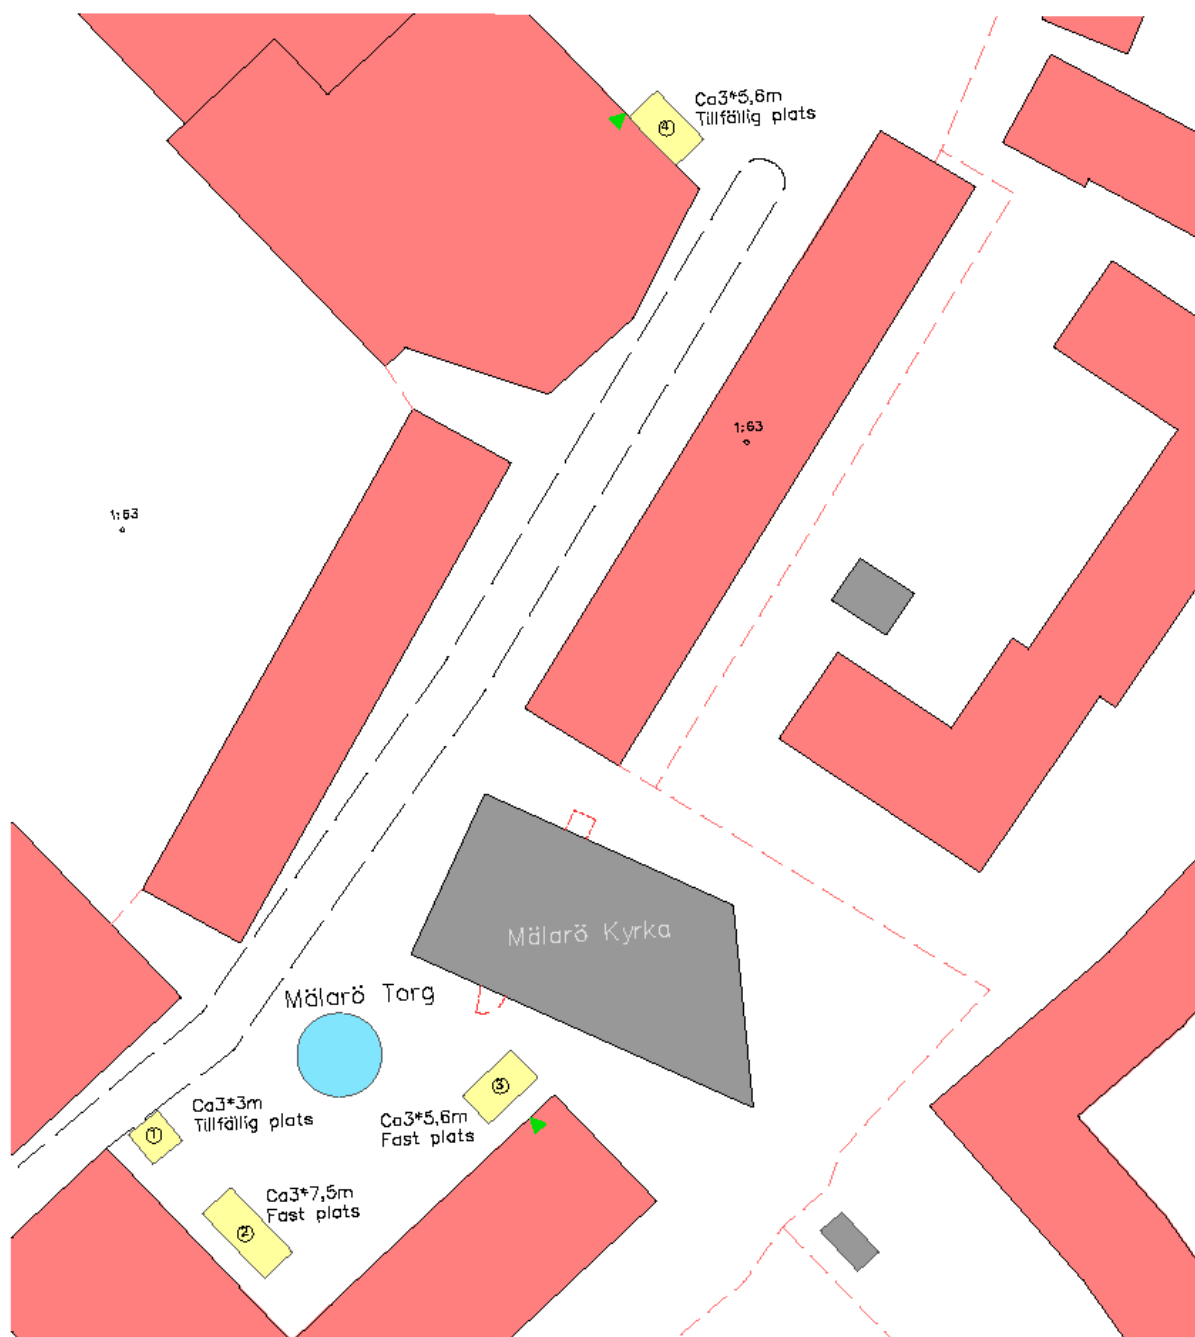 Ca3*5,6m
Tillfällig plats
4
1:63
1:63
Mälarö Kyrka
Mälarö Torg
3
Ca3*3m
Tillfällig plats
1
Ca3*5,6m
Fast plats
Ca3*7,5m
Fast plats
2